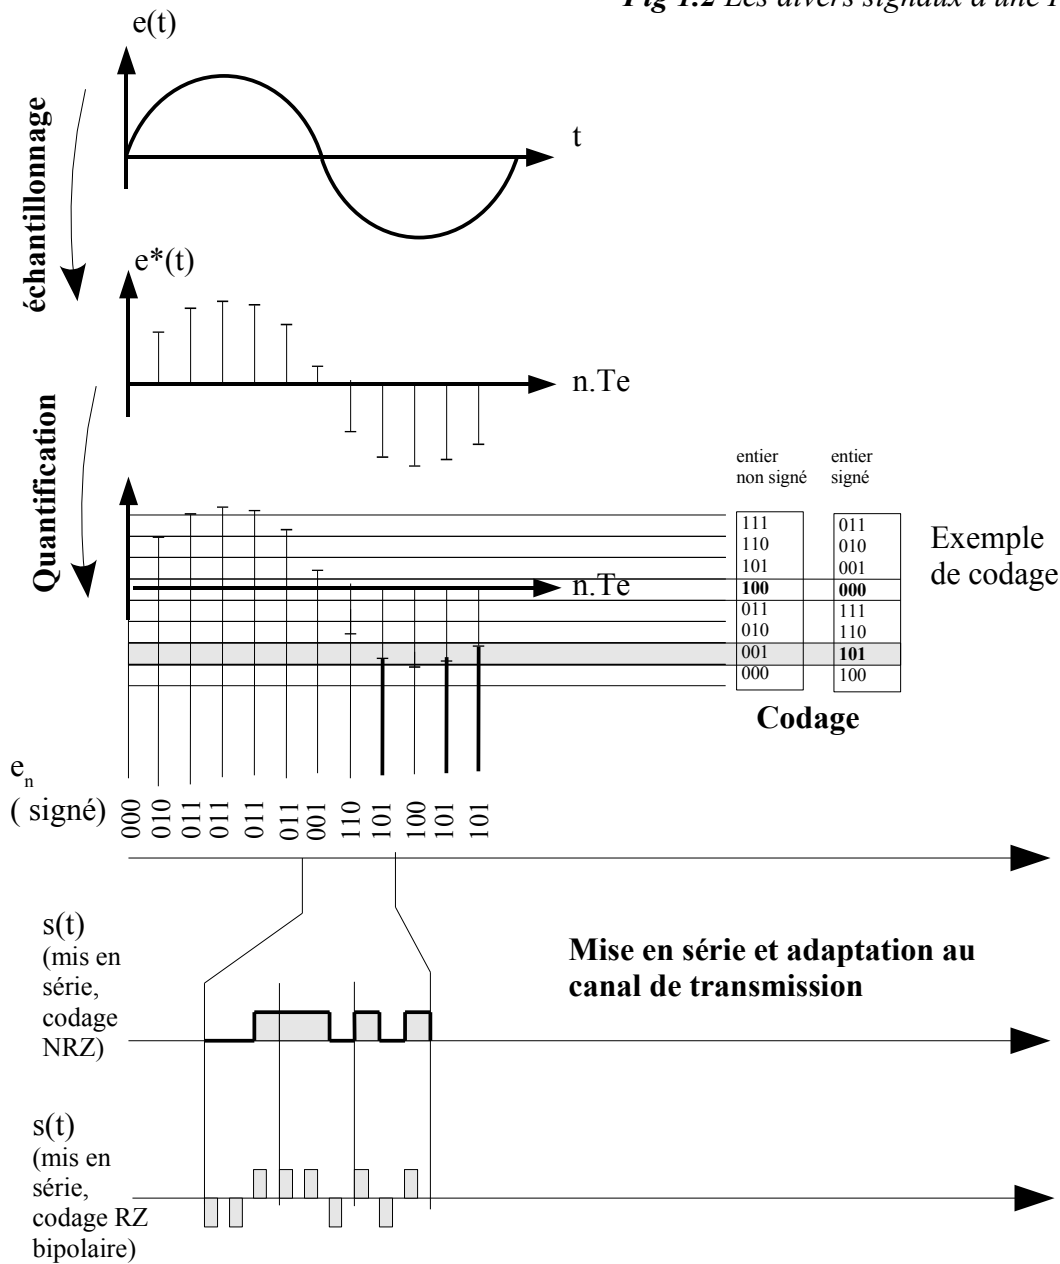 Fig 1.2 Les divers signaux d'une
e(t)
t
échantillonnage
e*(t)
n.Te
Quantification
entier
non signé
entier
signé
111
110
101
100
011
010
001
000
011
010
001
000
111
110
101
100
Exemple
de codage
n.Te
Codage
en
( signé)
000 010 011 011 011 011 001 110 101 100 101 101
s(t)
(mis en
série,
codage
NRZ)
Mise en série et adaptation au
canal de transmission
s(t)
(mis en
série,
codage RZ
bipolaire)